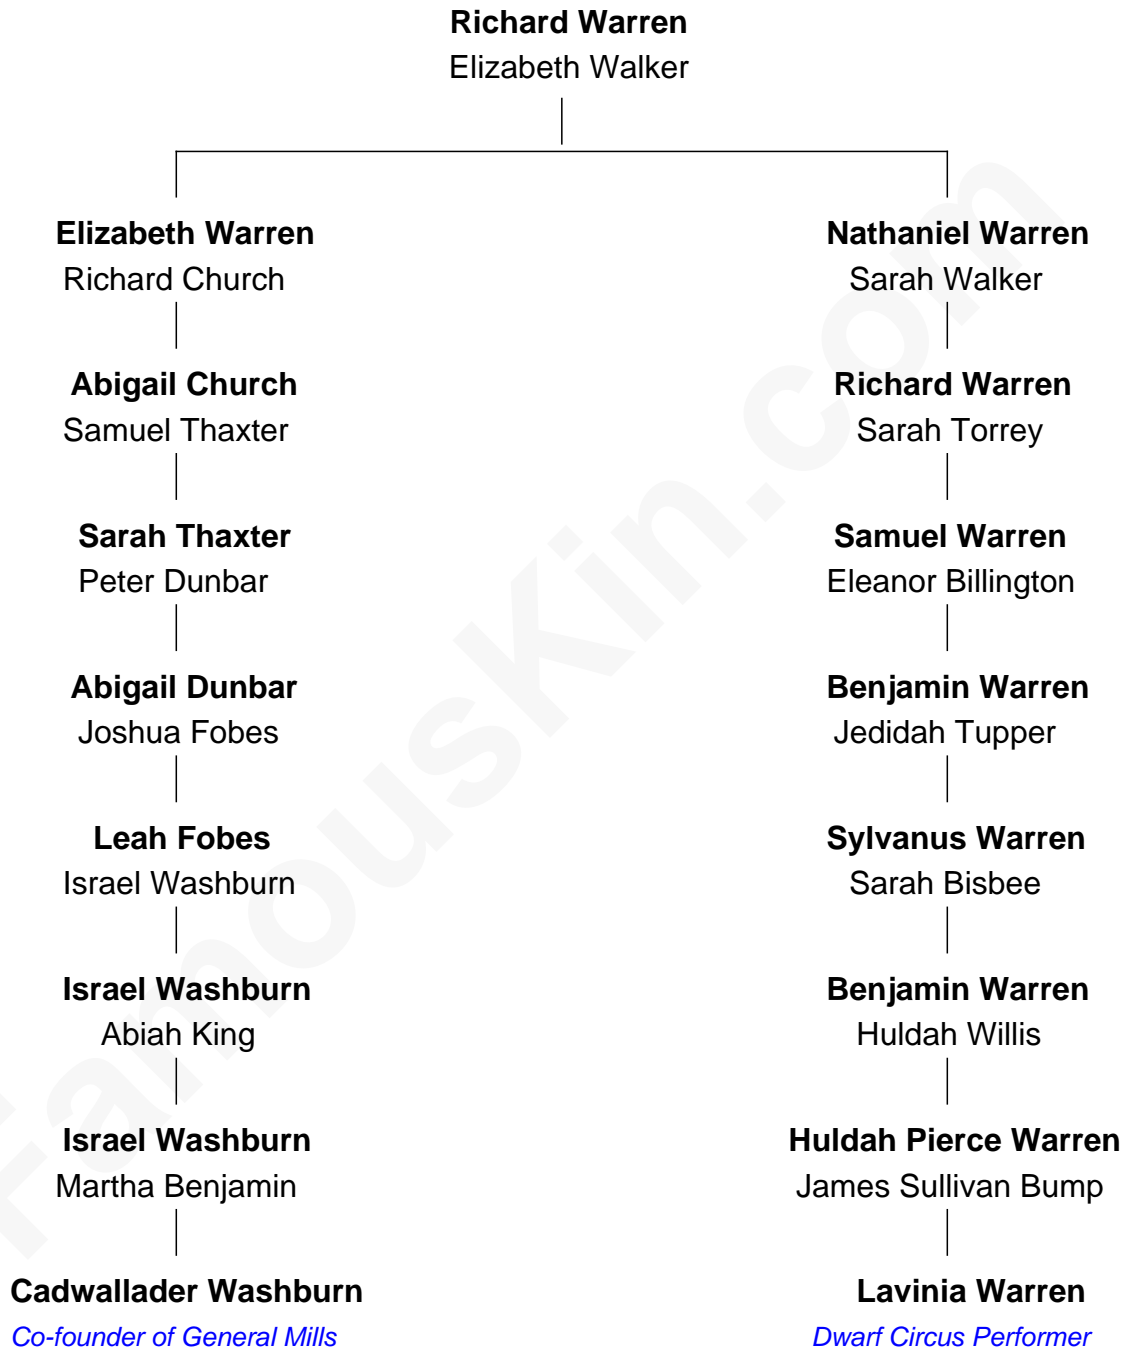 Richard Warren
Elizabeth Walker
Elizabeth Warren
Richard Church
Abigail Church
Samuel Thaxter
Sarah Thaxter
Peter Dunbar
Abigail Dunbar
Joshua Fobes
Leah Fobes
Israel Washburn
Israel Washburn
Abiah King
Israel Washburn
Martha Benjamin
Cadwallader Washburn
Co-founder of General Mills
Nathaniel Warren
Sarah Walker
Richard Warren
Sarah Torrey
Samuel Warren
Eleanor Billington
Benjamin Warren
Jedidah Tupper
Sylvanus Warren
Sarah Bisbee
Benjamin Warren
Huldah Willis
Huldah Pierce Warren
James Sullivan Bump
Lavinia Warren
Dwarf Circus Performer
FamousKin.com